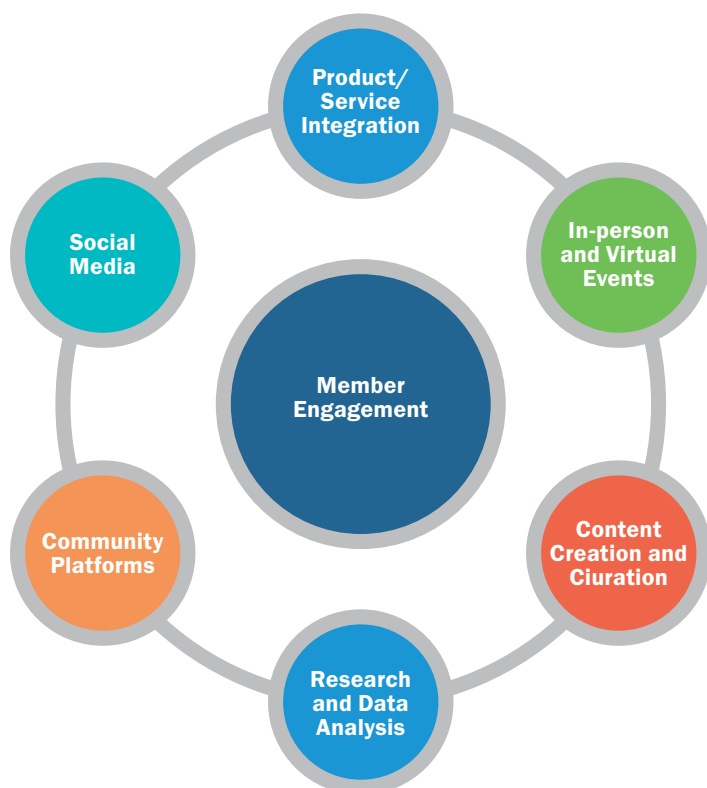 Product/
Service
Integration
Social
Media
In-person
and Virtual
Events
Member
Engagement
Community
Platforms
Content
Creation and
Ciuration
Research
and Data
Analysis